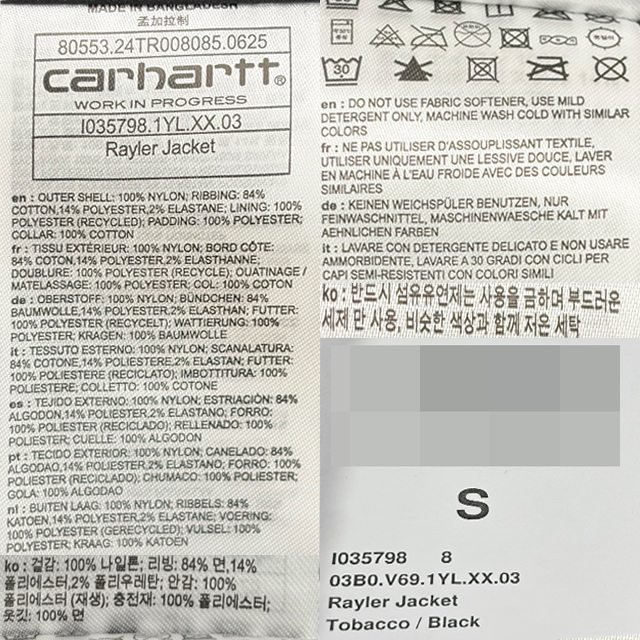 MADE IN BANGLADESH
孟加拉制
80553.24TR008085.0625
carhartt®
WORK IN PROGRESS
I035798.1YL.XX.03
Rayler Jacket
en : OUTER SHELL: 100% NYLON; RIBBING: 84%
COTTON,14% POLYESTER,2% ELASTANE; LINING: 100%
POLYESTER (RECYCLED); PADDING: 100% POLYESTER;
COLLAR: 100% COTTON
fr : TISSU EXTÉRIEUR: 100% NYLON; BORD CÔTE:
84% COTON,14% POLYESTER,2% ELASTHANNE;
DOUBLURE: 100% POLYESTER (RECYCLE); OUATINAGE /
MATELASSAGE: 100% POLYESTER; COL: 100% COTON
de : OBERSTOFF: 100% NYLON; BÜNDCHEN: 84%
BAUMWOLLE,14% POLYESTER,2% ELASTHAN; FUTTER:
100% POLYESTER (RECYCELT); WATTIERUNG: 100%
POLYESTER; KRAGEN: 100% BAUMWOLLE
it : TESSUTO ESTERNO: 100% NYLON; SCANALATURA:
84% COTONE,14% POLIESTERE,2% ELASTAN; FUTTER:
100% POLIESTERE (RICICLATO); IMBOTTITURA: 100%
POLIESTERE; COLLETTO: 100% COTONE
es : TEJIDO EXTERNO: 100% NYLON; ESTRIACIÓN: 84%
ALGODON,14% POLIESTER,2% ELASTANO; FORRO:
100% POLIESTER (RECICLADO); RELLENADO: 100%
POLIESTER; CUELLE: 100% ALGODON
pt : TECIDO EXTERIOR: 100% NYLON; CANELADO: 84%
ALGODAO,14% POLIESTER,2% ELASTANO; FORRO: 100%
POLIESTER (RECICLADO); CHUMACO: 100% POLIESTER;
GOLA: 100% ALGODAO
nl : BUITEN LAAG: 100% NYLON; RIBBELS: 84%
KATOEN,14% POLYESTER,2% ELASTANE; VOERING:
100% POLYESTER (GERECYCLED); VULSEL: 100%
POLYESTER; KRAAG: 100% KATOEN
ko : 겉감: 100% 나일론; 리빙: 84% 면,14%
폴리에스터,2% 폴리우레탄; 안감: 100%
폴리에스터 (재생); 충전재: 100% 폴리에스터;
옷깃: 100% 면
30
en : DO NOT USE FABRIC SOFTENER, USE MILD
DETERGENT ONLY, MACHINE WASH COLD WITH SIMILAR
COLORS
fr : NE PAS UTILISER D'ASSOUPLISSANT TEXTILE,
UTILISER UNIQUEMENT UNE LESSIVE DOUCE, LAVER
EN MACHINE À L'EAU FROIDE AVEC DES COULEURS
SIMILAIRES
de : KEINEN WEICHSPÜLER BENUTZEN, NUR
FEINWASCHMITTEL, MASCHINENWAESCHE KALT MIT
AEHNLICHEN FARBEN
it : LAVARE CON DETERGENTE DELICATO E NON USARE
AMMORBIDENTE, LAVARE A 30 GRADI CON CICLI PER
CAPI SEMI-RESISTENTI CON COLORI SIMILI
ko : 반드시 섬유유연제는 사용을 금하며 부드러운
세제 만 사용, 비슷한 색상과 함께 저온 세탁
S
I035798 8
03B0.V69.1YL.XX.03
Rayler Jacket
Tobacco / Black